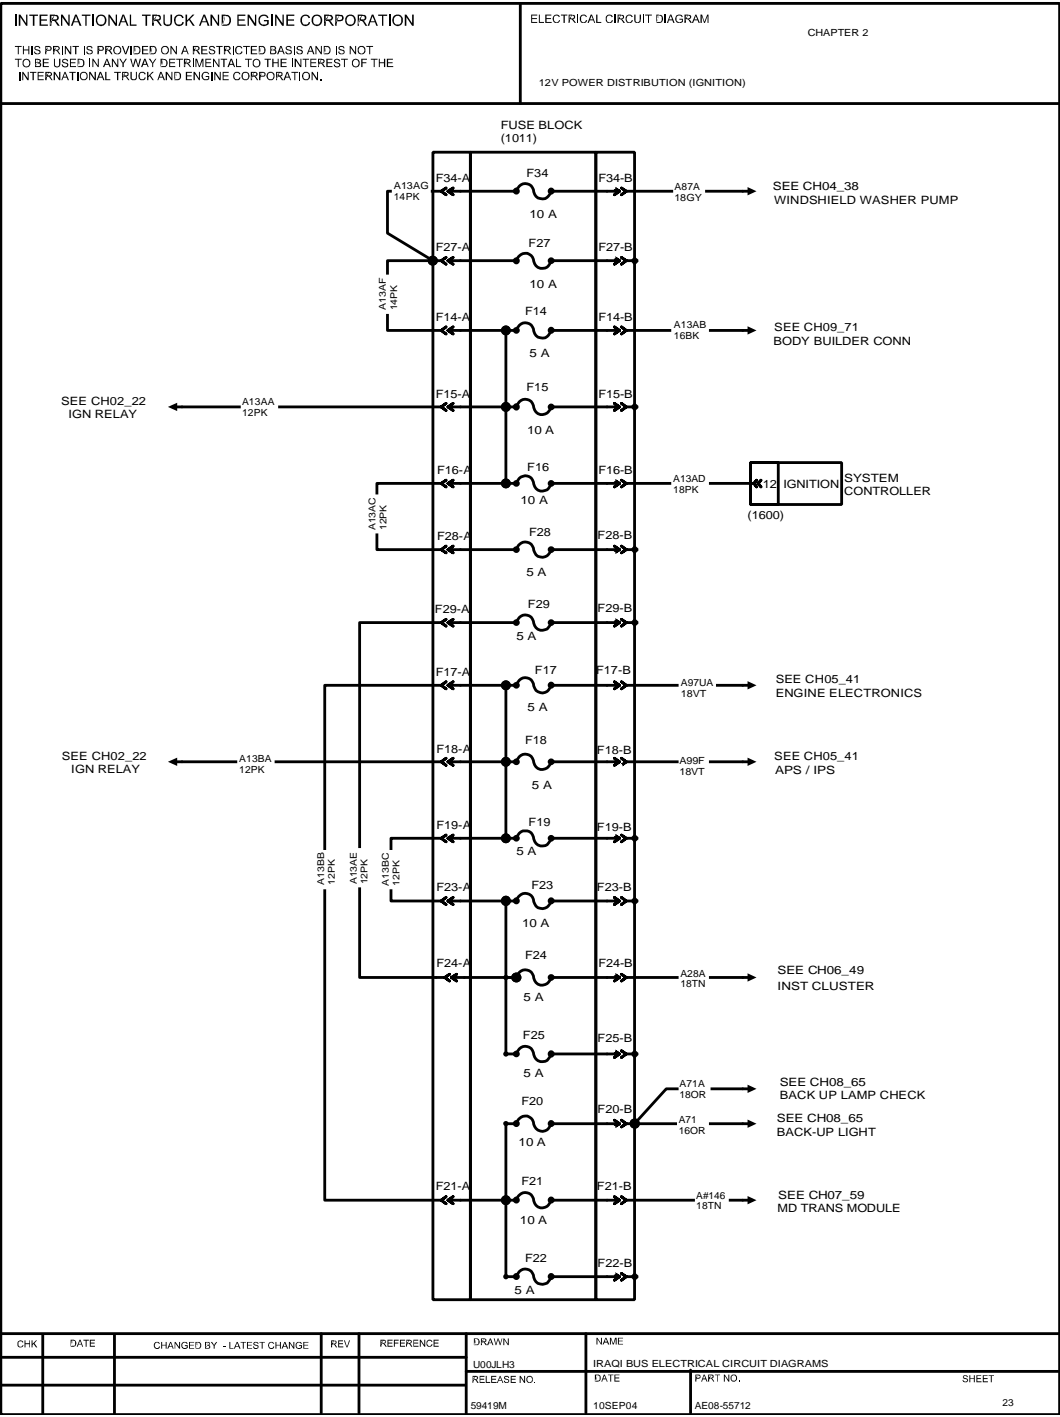 INTERNATIONAL TRUCK AND ENGINE CORPORATION
THIS PRINT IS PROVIDED ON A RESTRICTED BASIS AND IS NOT
TO BE USED IN ANY WAY DETRIMENTAL TO THE INTEREST OF THE
INTERNATIONAL TRUCK AND ENGINE CORPORATION.
ELECTRICAL CIRCUIT DIAGRAM
CHAPTER 2
12V POWER DISTRIBUTION (IGNITION)
FUSE BLOCK
(1011)
A13AG
14PK
F34-A
F34
10 A
F34-B
A87A
18GY
SEE CH04_38
WINDSHIELD WASHER PUMP
F27-A
F27
10 A
F27-B
A13AF
14PK
F14-A
F14
5 A
F14-B
A13AB
16BK
SEE CH09_71
BODY BUILDER CONN
SEE CH02_22
IGN RELAY
A13AA
12PK
F15-A
F15
10 A
F15-B
F16-A
F16
10 A
F16-B
A13AD
18PK
12
IGNITION
SYSTEM
CONTROLLER
(1600)
A13AC
12PK
F28-A
F28
5 A
F28-B
F29-A
F29
5 A
F29-B
F17-A
F17
5 A
F17-B
A97UA
18VT
SEE CH05_41
ENGINE ELECTRONICS
SEE CH02_22
IGN RELAY
A13BA
12PK
F18-A
F18
5 A
F18-B
A99F
18VT
SEE CH05_41
APS / IPS
F19-A
F19
5 A
F19-B
A13BB
12PK
A13AE
12PK
A13BC
12PK
F23-A
F23
10 A
F23-B
F24-A
F24
5 A
F24-B
A28A
18TN
SEE CH06_49
INST CLUSTER
F25
5 A
F25-B
A71A
18OR
SEE CH08_65
BACK UP LAMP CHECK
F20
10 A
F20-B
A71
16OR
SEE CH08_65
BACK-UP LIGHT
F21-A
F21
10 A
F21-B
A#146
18TN
SEE CH07_59
MD TRANS MODULE
F22
5 A
F22-B
CHK DATE CHANGED BY - LATEST CHANGE REV REFERENCE
DRAWN
U00JLH3
NAME
IRAQI BUS ELECTRICAL CIRCUIT DIAGRAMS
RELEASE NO.
59419M
DATE
10SEP04
PART NO.
AE08-55712
SHEET
23